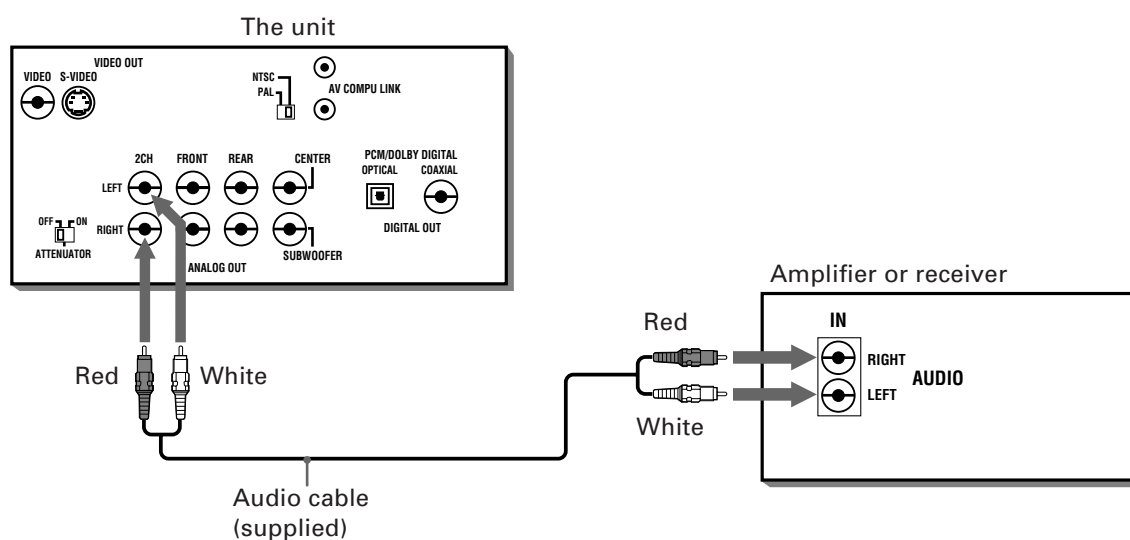 The unit
VIDEO OUT
VIDEO S-VIDEO
NTSC
PAL
AV COMPU LINK
2CH FRONT REAR CENTER
PCM/DOLBY DIGITAL
OPTICAL COAXIAL
LEFT
OFF ON
RIGHT
ATTENUATOR
DIGITAL OUT
SUBWOOFER
ANALOG OUT
Red White
Audio cable
(supplied)
Amplifier or receiver
Red
White
IN
RIGHT
LEFT
AUDIO